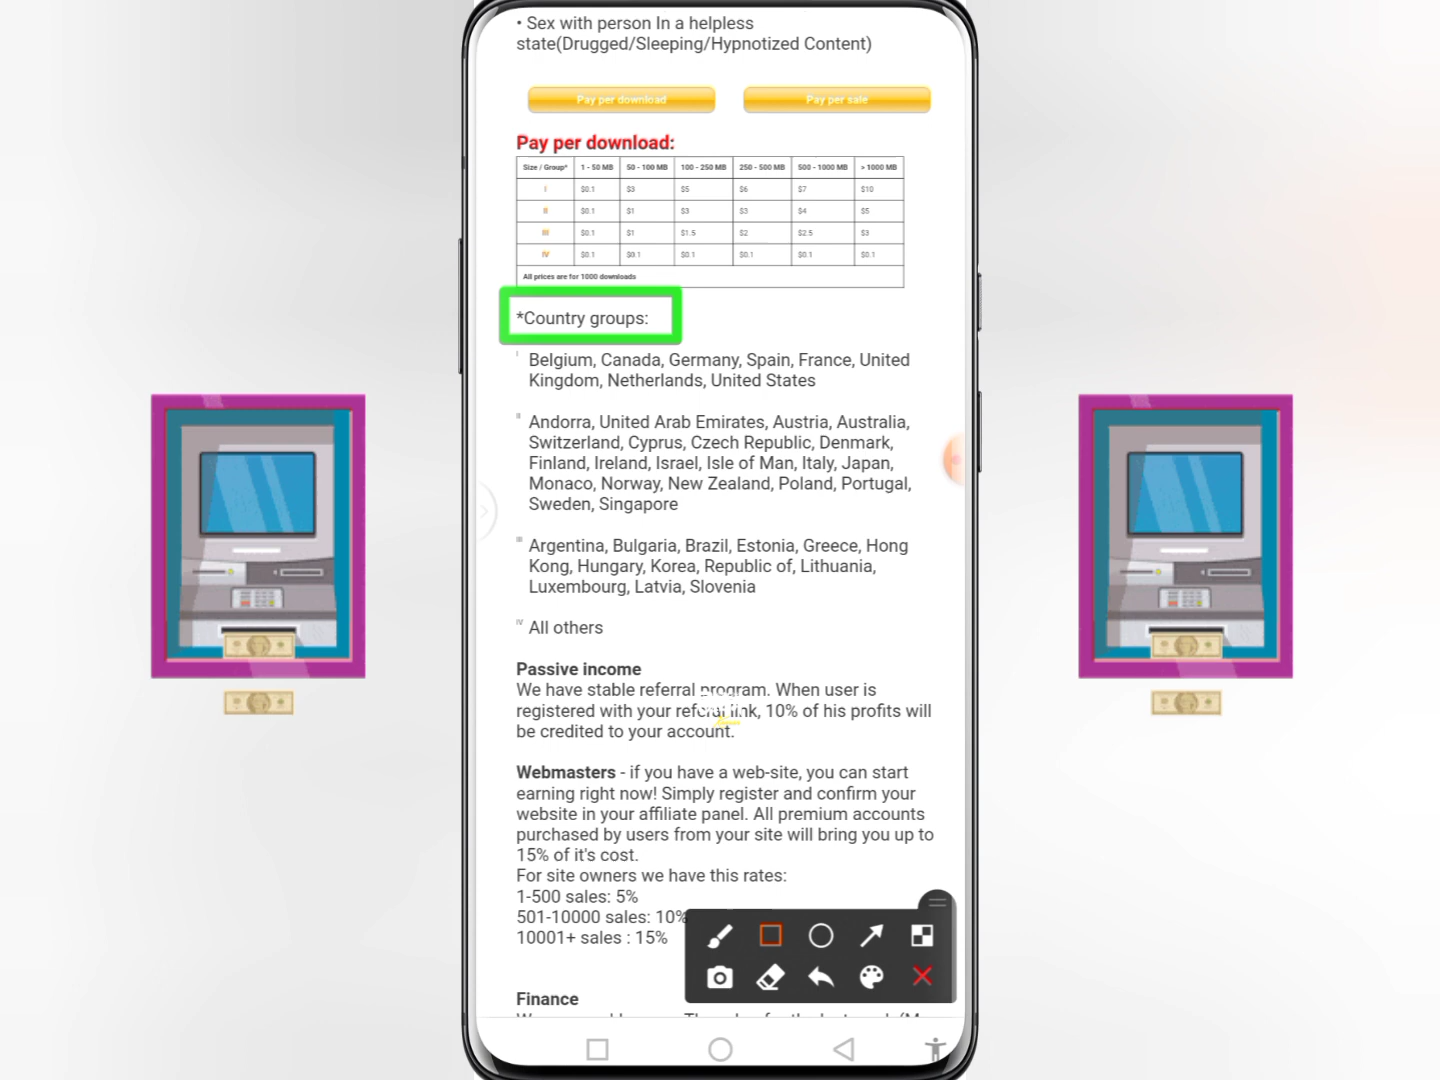 • Sex with person In a helpless
state(Drugged/Sleeping/Hypnotized Content)
Pay per download Pay per sale
Pay per download:
Size / Group* 1 - 50 MB 50 - 100 MB 100 - 250 MB 250 - 500 MB 500 - 1000 MB > 1000 MB
I $0.1 $3 $5 $6 $7 $10
II $0.1 $1 $3 $3 $4 $5
III $0.1 $1 $1.5 $2 $2.5 $3
IV $0.1 $0.1 $0.1 $0.1 $0.1 $0.1
All prices are for 1000 downloads
*Country groups:
I Belgium, Canada, Germany, Spain, France, United
Kingdom, Netherlands, United States
II Andorra, United Arab Emirates, Austria, Australia,
Switzerland, Cyprus, Czech Republic, Denmark,
Finland, Ireland, Israel, Isle of Man, Italy, Japan,
Monaco, Norway, New Zealand, Poland, Portugal,
Sweden, Singapore
III Argentina, Bulgaria, Brazil, Estonia, Greece, Hong
Kong, Hungary, Korea, Republic of, Lithuania,
Luxembourg, Latvia, Slovenia
IV All others
Passive income
We have stable referral program. When user is
registered with your link, 10% of his profits will
be credited to your account.
Webmasters - if you have a web-site, you can start
earning right now! Simply register and confirm your
website in your affiliate panel. All premium accounts
purchased by users from your site will bring you up to
15% of it's cost.
For site owners we have this rates:
1-500 sales: 5%
501-10000 sales: 10%
10001+ sales : 15%
Finance